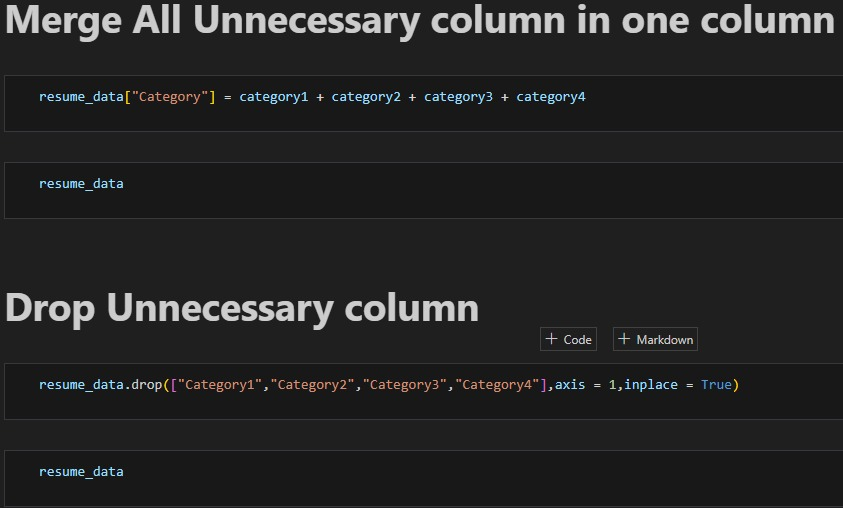 Merge All Unnecessary column in one column
resume_data["Category"] = category1 + category2 + category3 + category4
resume_data
Drop Unnecessary column
+ Code + Markdown
resume_data.drop(["Category1","Category2","Category3","Category4"],axis = 1,inplace = True)
resume_data